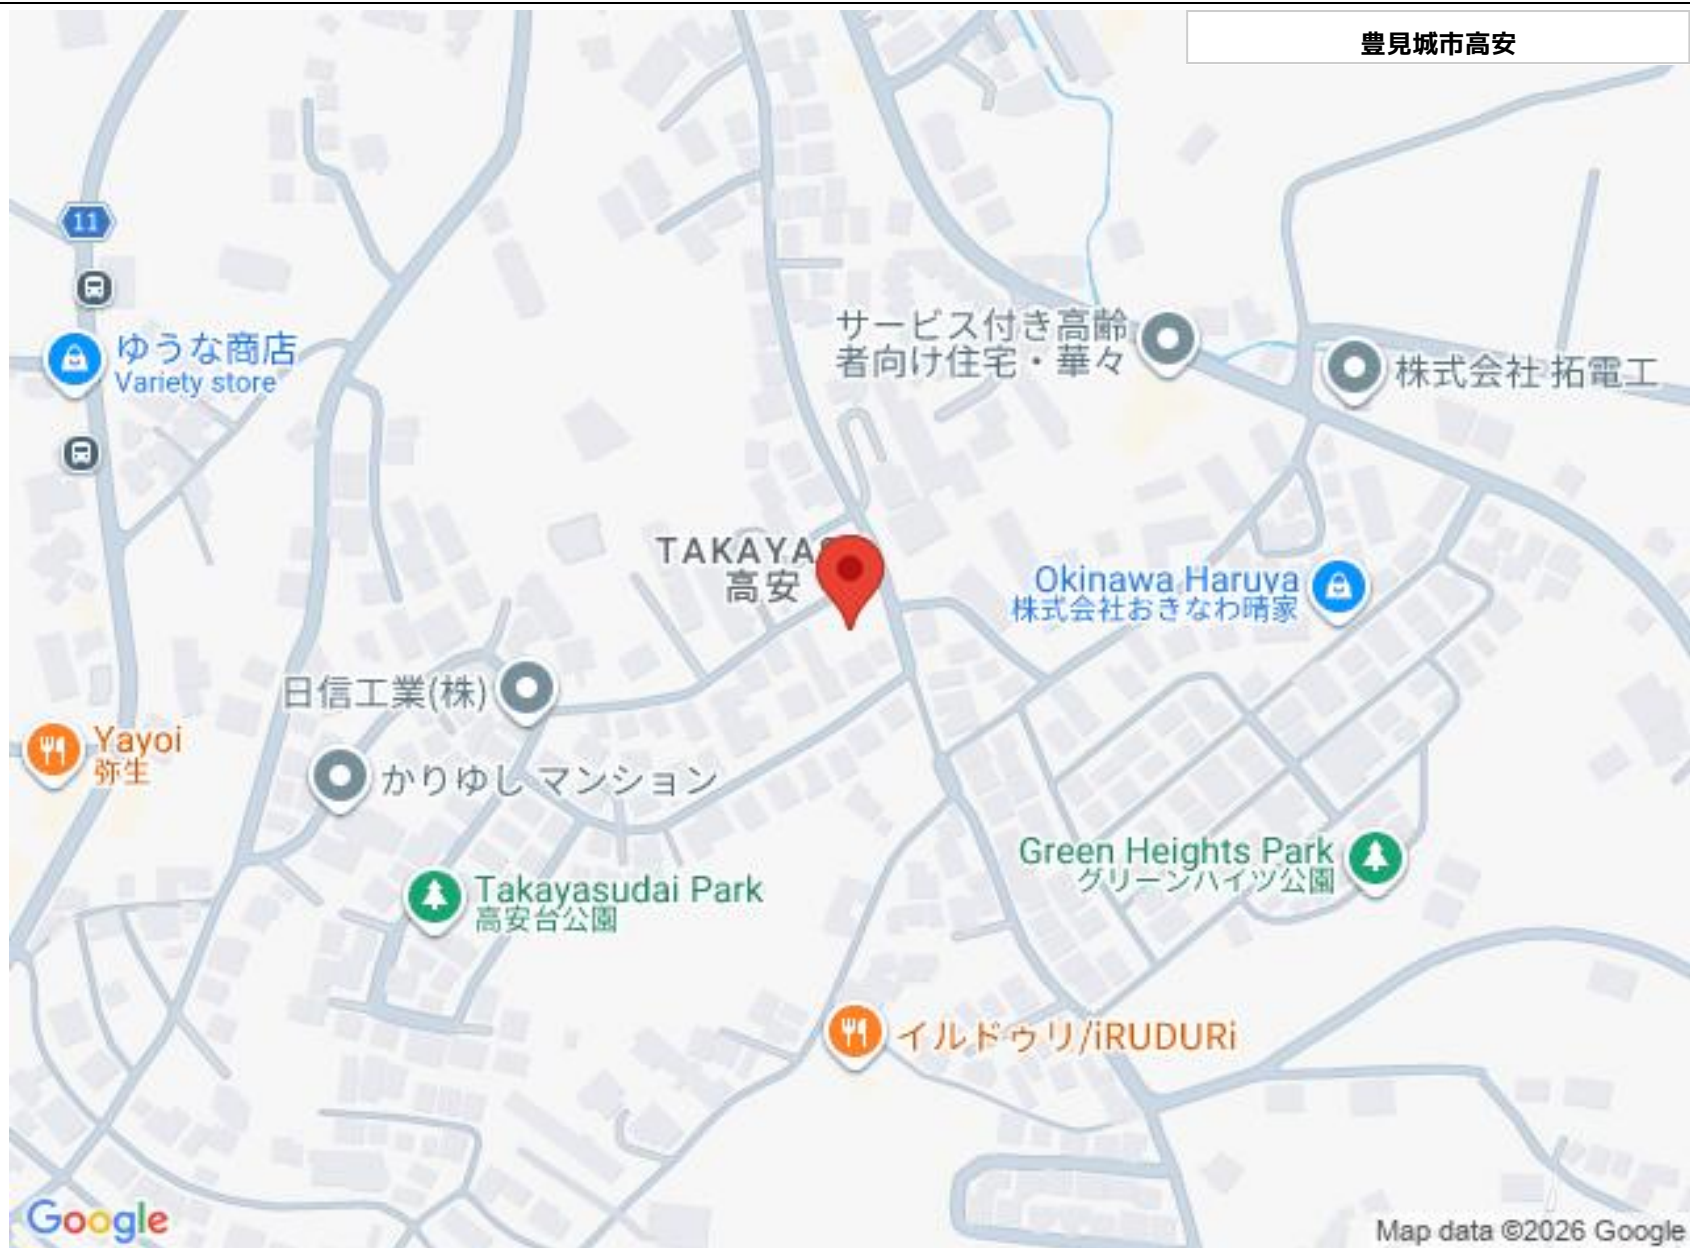 豊見城市高安
11
サービス付き高齢
者向け住宅・華々
ゆうな商店
Variety store
株式会社 拓電工
TAKAYAS
高安
Okinawa Haruya
株式会社おきなわ晴家
日信工業(株)
Yayoi
弥生
かりゆし マンション
Green Heights Park
グリーンハイツ公園
Takayasudai Park
高安台公園
イルドゥリ/iRUDURi
Google
Map data ©2026 Google